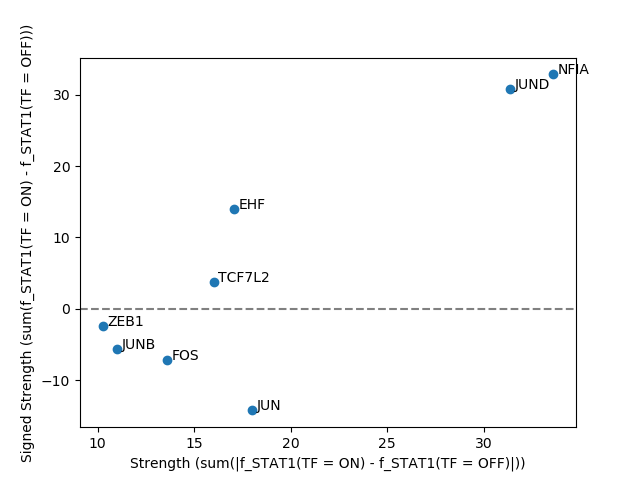 Signed Strength (sum(f_STAT1(TF = ON) - f_STAT1(TF = OFF)))
30
20
10
0
−10
NFIA
JUND
EHF
TCF7L2
ZEB1
JUNB
FOS
JUN
10 15 20 25 30
Strength (sum(|f_STAT1(TF = ON) - f_STAT1(TF = OFF)|))